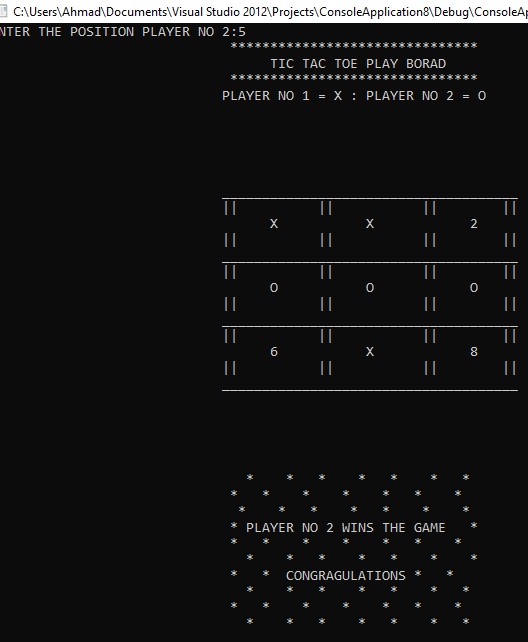 C:\Users\Ahmad\Documents\Visual Studio 2012\Projects\ConsoleApplication8\Debug\ConsoleAp
NTER THE POSITION PLAYER NO 2:5
*******************************
TIC TAC TOE PLAY BORAD
*******************************
PLAYER NO 1 = X : PLAYER NO 2 = O
X X 2
O O O
6 X 8
* PLAYER NO 2 WINS THE GAME *
* * CONGRAGULATIONS * *